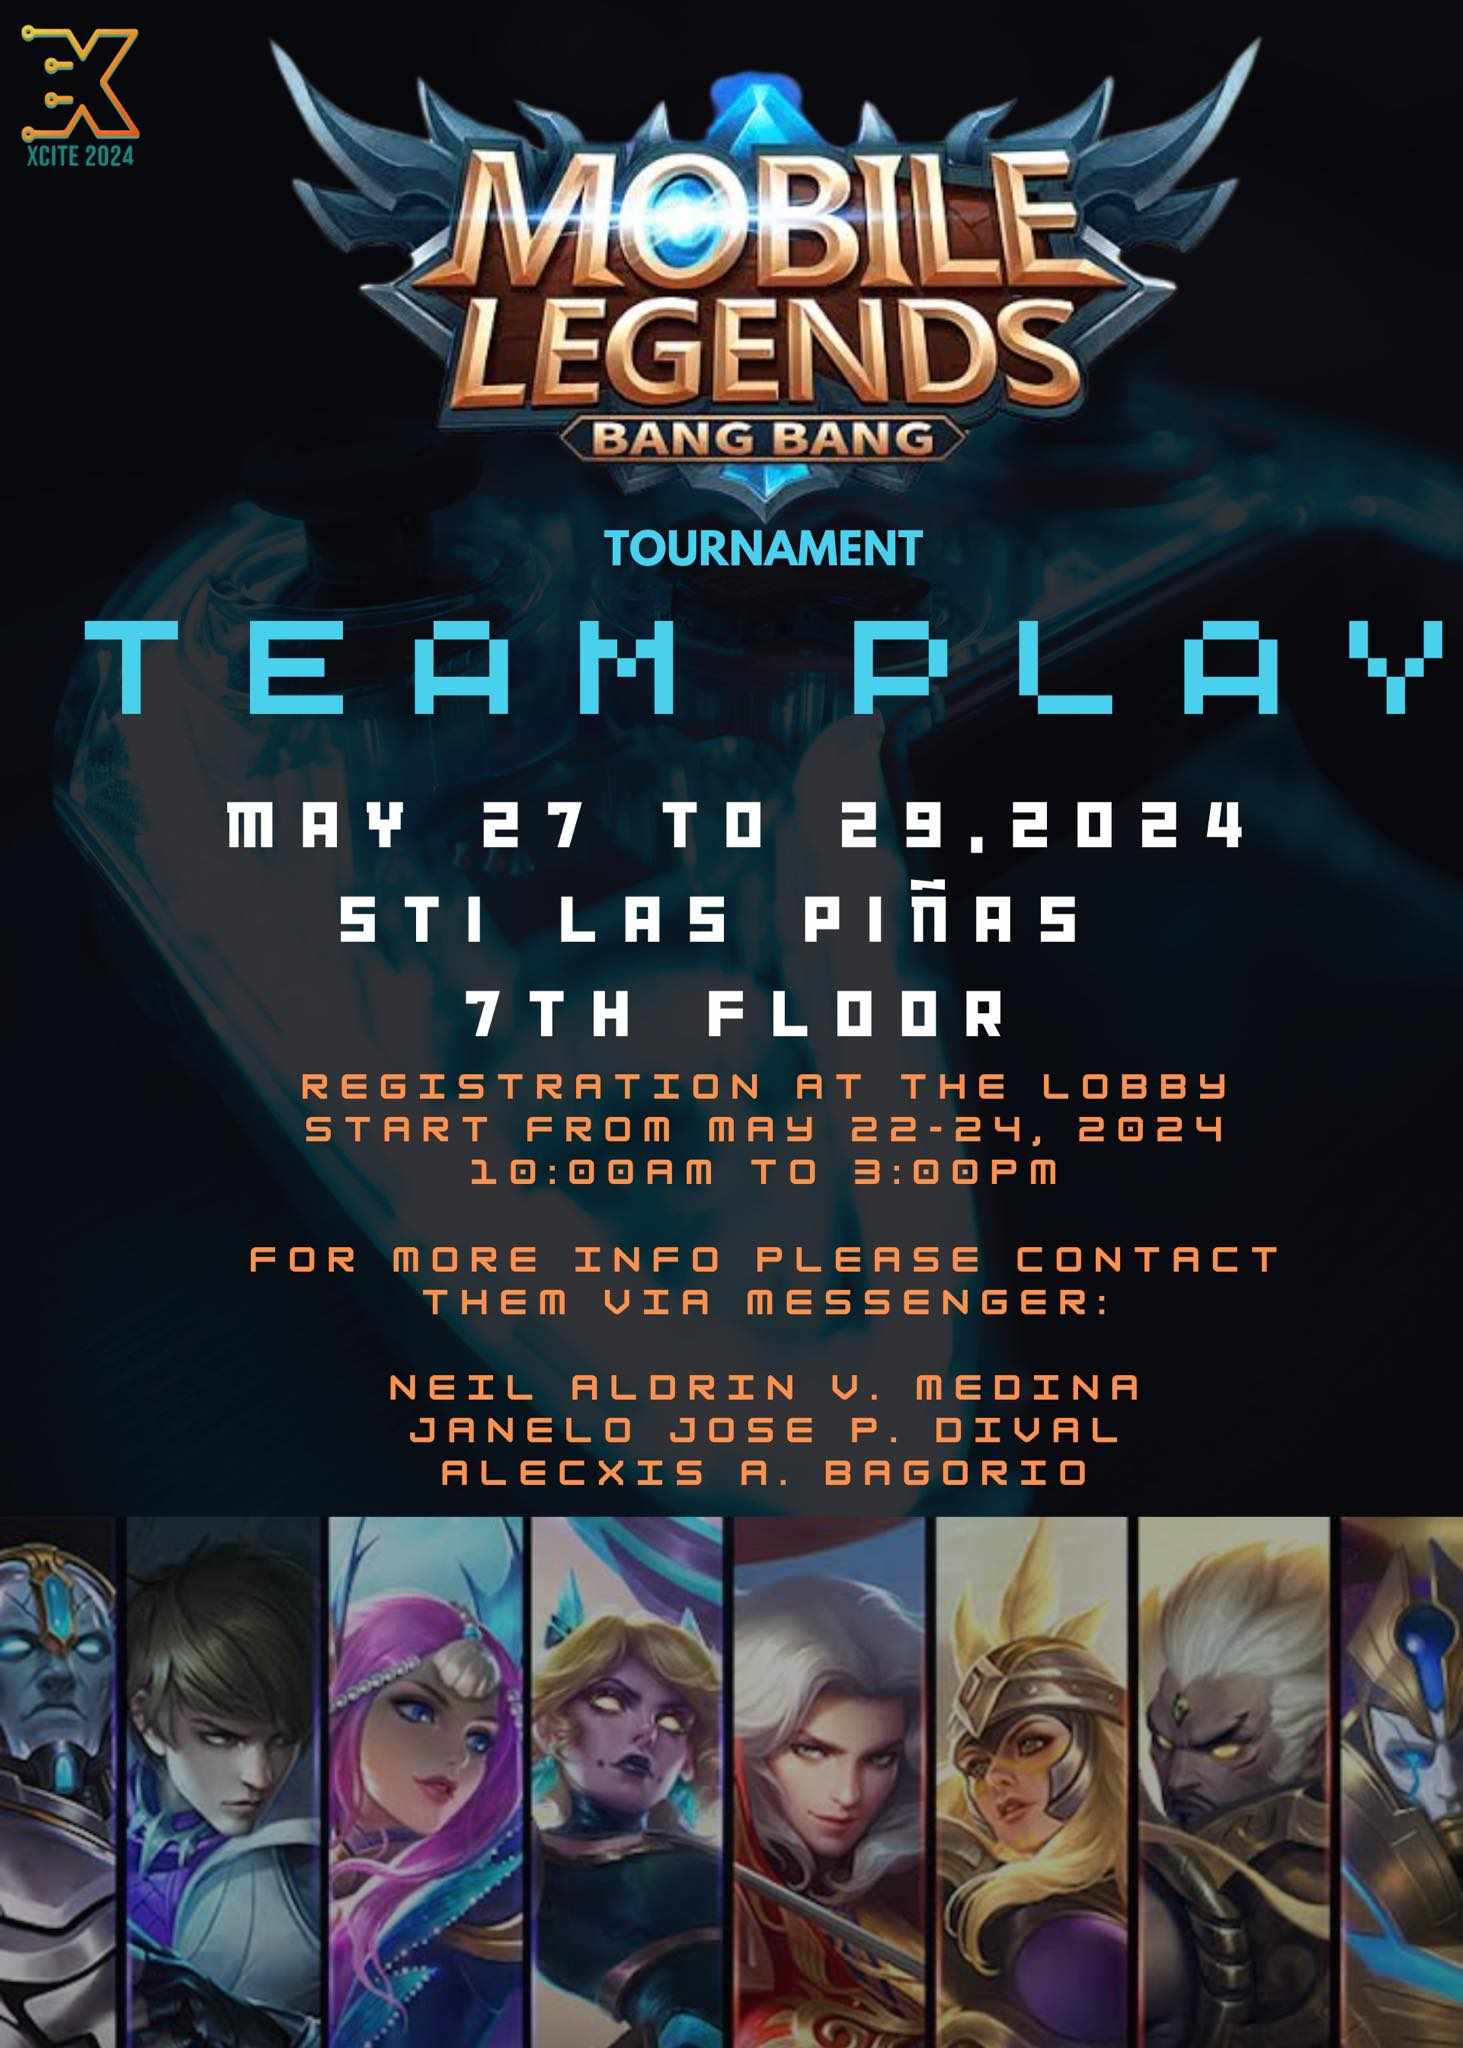 XCITE 2024
MOBILE
LEGENDS
BANG BANG
TOURNAMENT
TEAM PLAY
MAY 27 TO 29,2024
STI LAS PIÑAS
7TH FLOOR
REGISTRATION AT THE LOBBY
START FROM MAY 22-24, 2024
10:00AM TO 3:00PM
FOR MORE INFO PLEASE CONTACT
THEM VIA MESSENGER:
NEIL ALDRIN V. MEDINA
JANELO JOSE P. DIVAL
ALECXIS A. BAGORIO